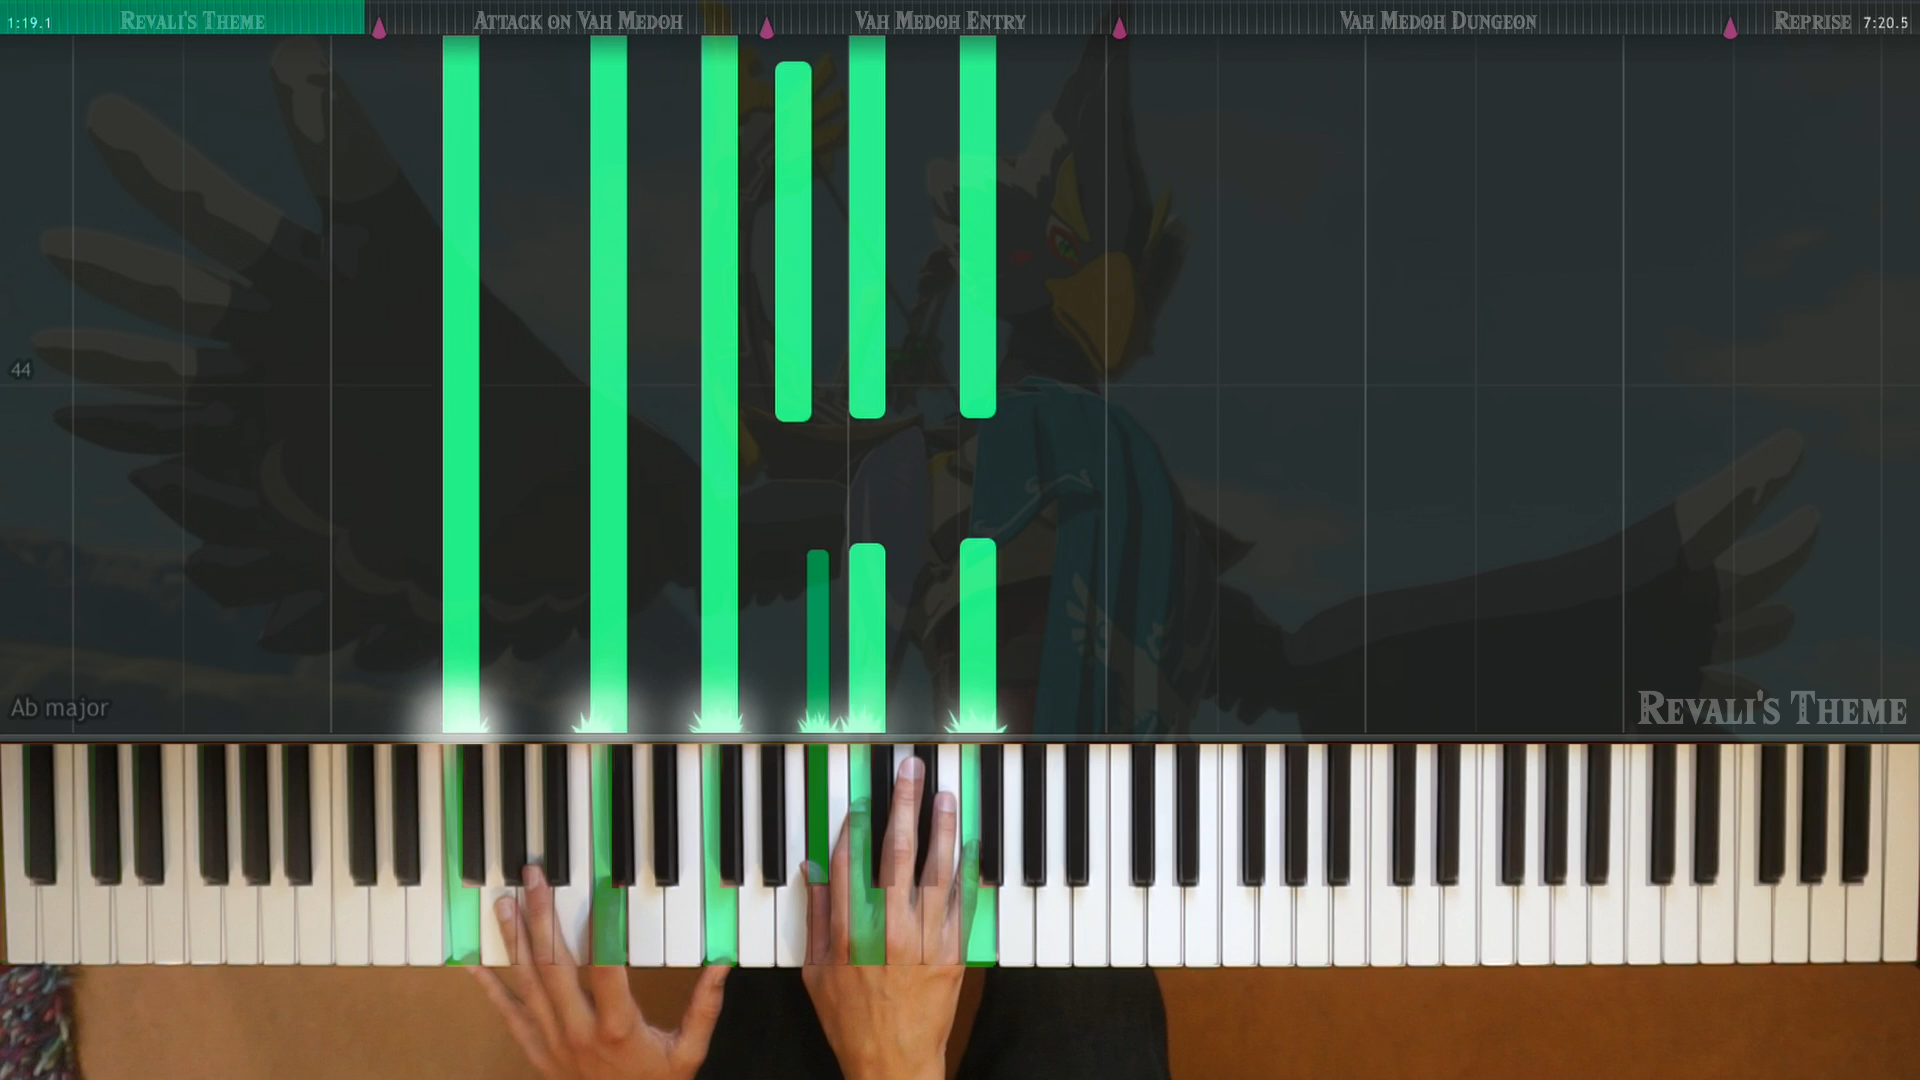 1:19.1 Revali's Theme Attack on Vah Medoh Vah Medoh Entry Vah Medoh Dungeon Reprise 7:20.5
44
Ab major
Revali's Theme